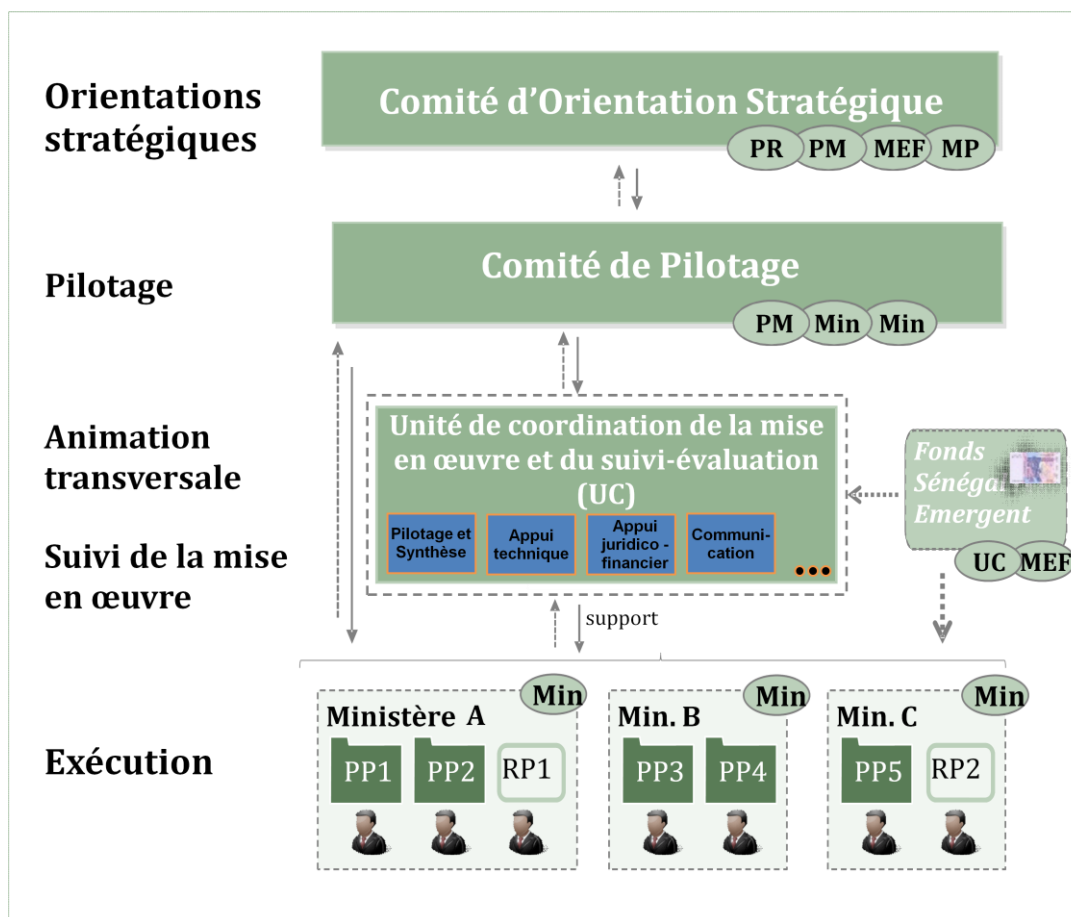 Orientations
stratégiques
Comité d'Orientation Stratégique
PR PM MEF MP
Pilotage
Comité de Pilotage
PM Min Min
Animation
transversale
Suivi de la mise
en œuvre
Unité de coordination de la mise
en œuvre et du suivi-évaluation
(UC)
Pilotage et
Synthèse
Appui
technique
Appui
juridico -
financier
Communi-
cation
•••
Fonds
Sénégal
Emergent
UC MEF
support
Exécution
Min
Ministère A
PP1 PP2 RP1
Min
Min. B
PP3 PP4
Min
Min. C
PP5 RP2